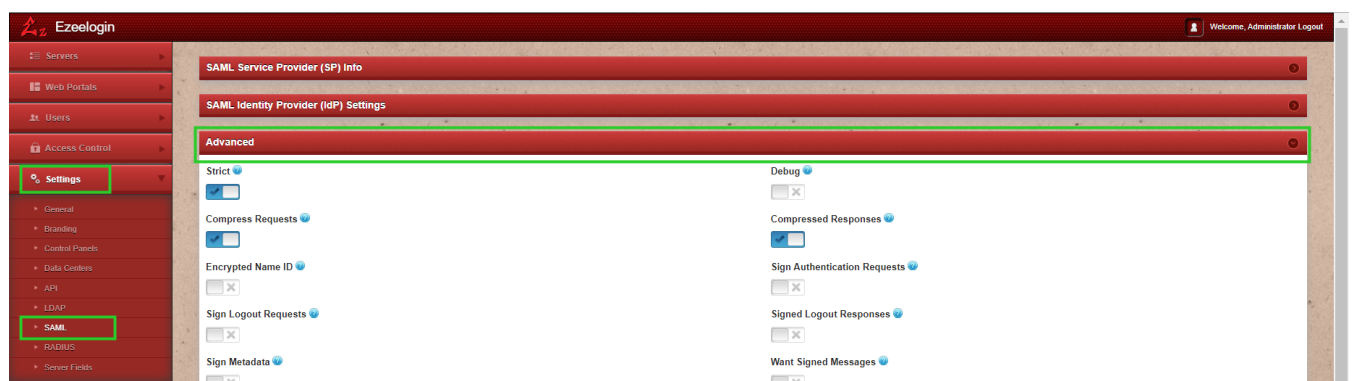 Ezeelogin
Welcome, Administrator Logout
Servers
Web Portals
Users
Access Control
Settings
General
Branding
Control Panels
Data Centers
API
LDAP
SAML
RADIUS
Server Fields
SAML Service Provider (SP) Info
SAML Identity Provider (IdP) Settings
Advanced
Strict
Debug
Compress Requests
Compressed Responses
Encrypted Name ID
Sign Authentication Requests
Sign Logout Requests
Signed Logout Responses
Sign Metadata
Want Signed Messages